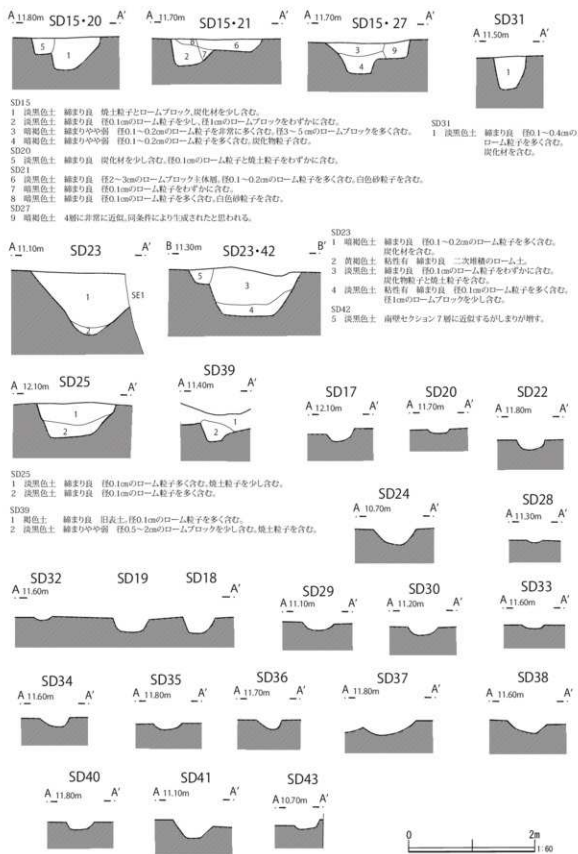 SD15・20
A 11.80m A'
5
1
SD15・21
A 11.70m A'
8
6
2
7
SD15・27
A 11.70m A'
3
9
4
SD31
A 11.50m A'
1
SD15
1 淡黒色土 締まり良 焼土粒子とロームブロック、炭化材を少し含む。
2 淡黒色土 締まり良 径0.1cmのローム粒子を少し、径1cmのロームブロックをわずかに含む。
3 暗褐色土 締まりやや弱 径0.1～0.2cmのローム粒子を非常に多く含む、径3～5cmのロームブロックを多く含む。
4 暗褐色土 締まりやや弱 径0.1～0.2cmのローム粒子を多く含む、炭化物粒子含む。
SD20
5 淡黒色土 締まり良 炭化材を少し含む、径0.1cmのローム粒子と焼土粒子をわずかに含む。
SD21
6 淡黒色土 締まり良 径2～3cmのロームブロック主体層、径0.1～0.2cmのローム粒子を多く含む、白色砂粒子を含む。
7 暗黒色土 締まり良 径0.1cmのローム粒子をわずかに含む。
8 暗黒色土 締まり良 径0.1cmのローム粒子を多く含む、白色砂粒子を含む。
SD27
9 暗褐色土 4層に非常に近似、同条件により生成されたと思われる。
SD31
1 淡黒色土 締まり良 径0.1～0.4cmの
ローム粒子を多く含む。
炭化材を含む。
SD23
A 11.10m A'
1
2
SE1
SD23・42
B 11.30m B'
5
3
4
SD23
1 暗褐色土 締まり良 径0.1～0.2cmのローム粒子を多く含む。
炭化材を含む。
2 黄褐色土 粘性有 締まり良 二次堆積のローム土。
3 淡黒色土 締まり良 径0.1cmのローム粒子をわずかに含む。
炭化物粒子と焼土粒子を含む。
4 淡黒色土 粘性有 締まり良 径0.1cmのローム粒子を多く含む。
径1cmロームブロックを少し含む。
SD42
5 淡黒色土 南壁セクション7層に近似するがしまりが増す。
SD25
A 12.10m A'
1
2
SD39
A 11.40m A'
1
2
SD17
A 12.10m A'
SD20
A 11.70m A'
SD22
A 11.80m A'
SD25
1 淡黒色土 締まり良 径0.1cmのローム粒子多く含む、焼土粒子を少し含む。
2 淡黒色土 締まり良 径0.1cmのローム粒子を多く含む。
SD39
1 褐色土 締まり良 旧表土、径0.1cmのローム粒子を多く含む。
2 淡黒色土 締まりやや弱 径0.5～2cmのロームブロックを少し含む、焼土粒子を含む。
SD24
A 10.70m A'
SD28
A 11.30m A'
SD32 SD19 SD18
A 11.60m A'
SD29
A 11.10m A'
SD30
A 11.20m A'
SD33
A 11.60m A'
SD34
A 11.60m A'
SD35
A 11.80m A'
SD36
A 11.70m A'
SD37
A 11.80m A'
SD38
A 11.60m A'
SD40
A 11.80m A'
SD41
A 11.10m A'
SD43
A 10.70m A'
0 2m
1:60